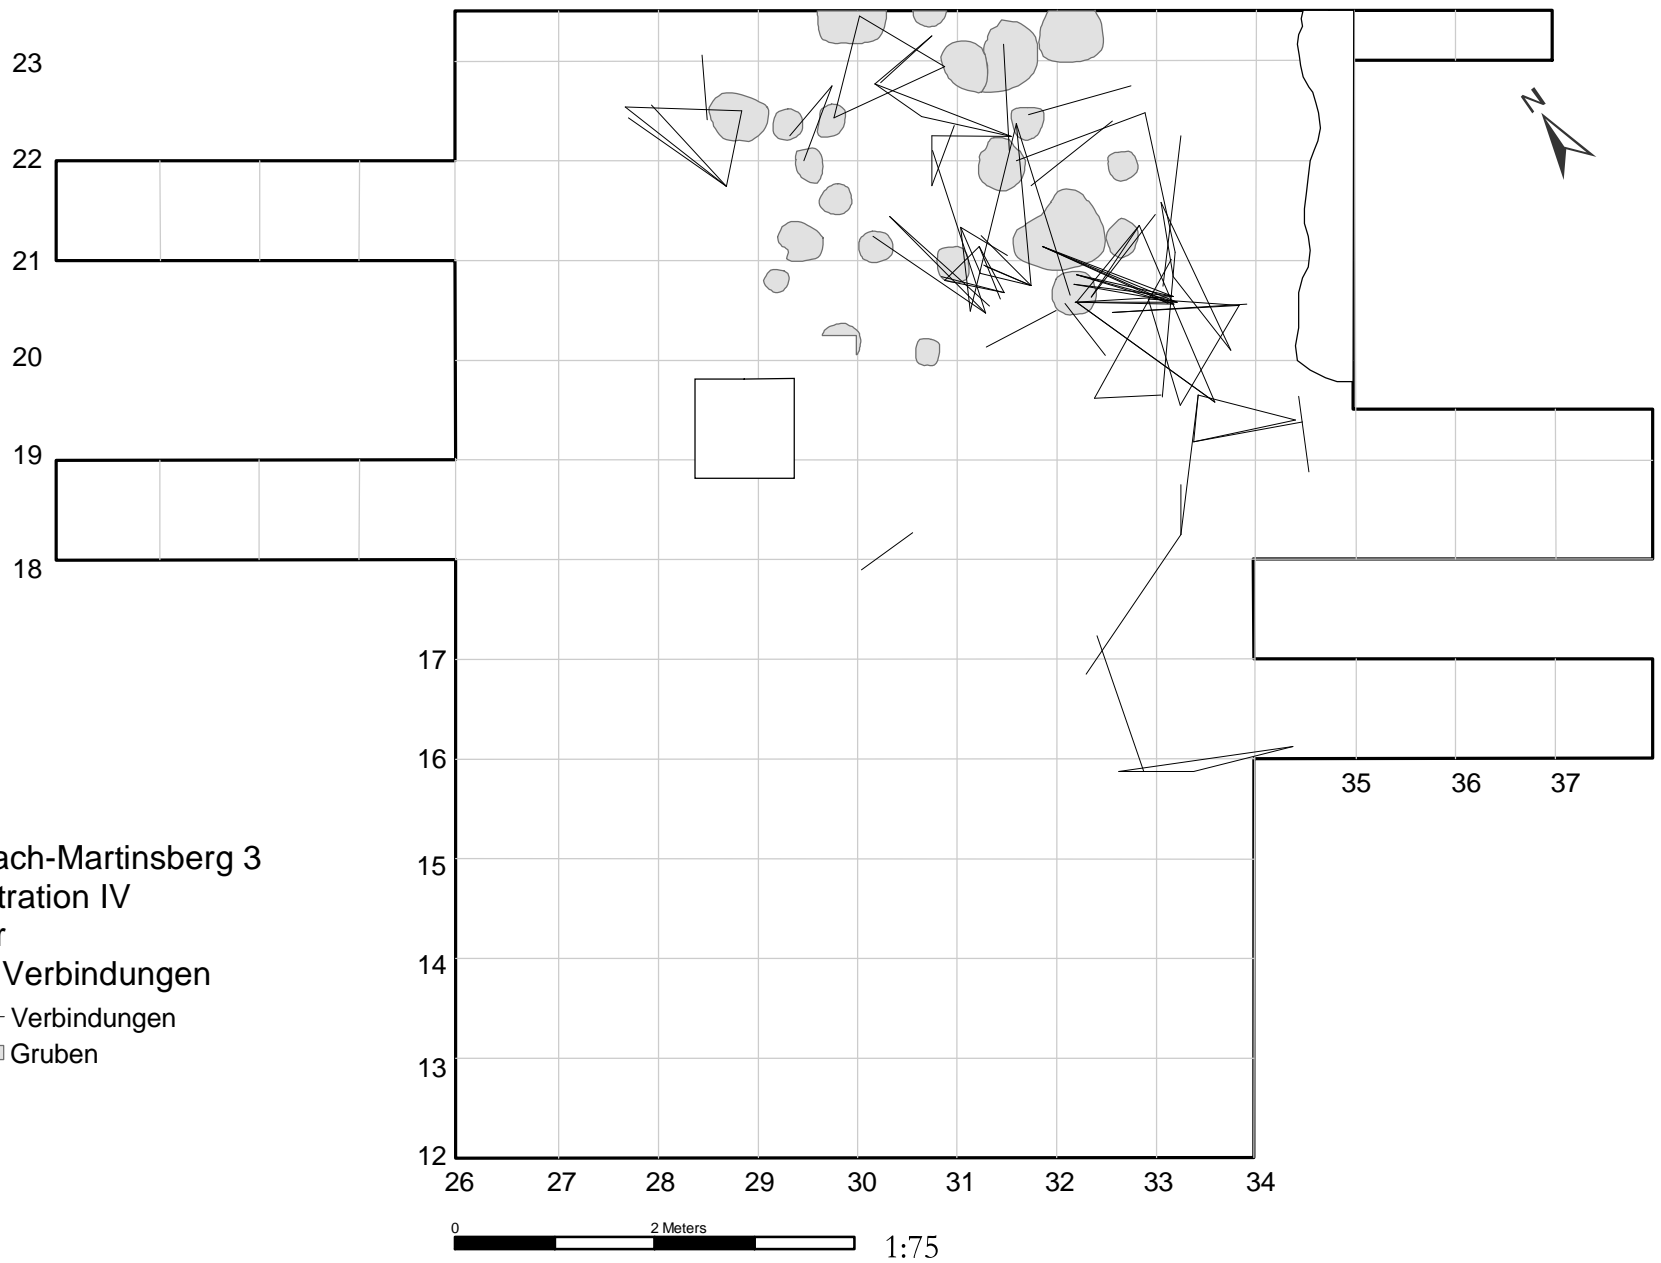 23
22
21
20
19
18
17
16
15
14
13
12
26 27 28 29 30 31 32 33 34
35 36 37
N
ach-Martinsberg 3
tration IV
r
Verbindungen
Verbindungen
Gruben
0 2 Meters
1:75